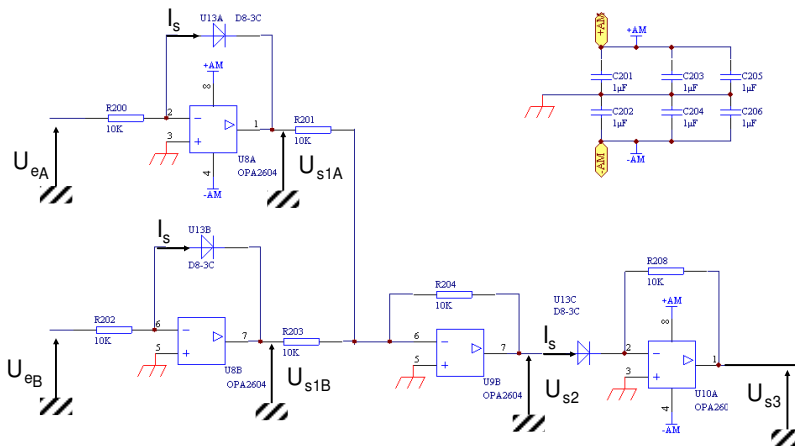 Is
U13A
D8-3C
+AM
8
R200
10K
2
3
1
R201
10K
4
-AM
U8A
OPA2604
UeA
Us1A
+AM
+AM
C201
1µF
C203
1µF
C205
1µF
C202
1µF
C204
1µF
C206
1µF
-AM
-AM
Is
U13B
D8-3C
R202
10K
6
5
7
R203
10K
U8B
OPA2604
UeB
Us1B
R204
10K
6
5
7
U9B
OPA2604
Is
U13C
D8-3C
Us2
R208
10K
+AM
8
2
3
1
4
-AM
U10A
OPA260
Us3